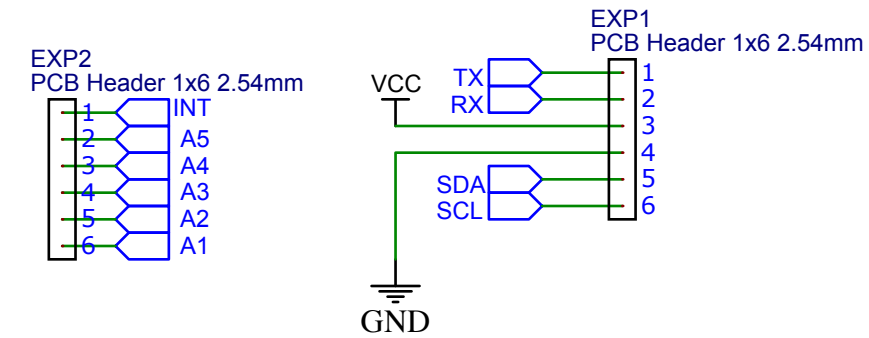 EXP2
PCB Header 1x6 2.54mm
1 INT
2 A5
3 A4
4 A3
5 A2
6 A1
EXP1
PCB Header 1x6 2.54mm
VCC
TX 1
RX 2
3
4
SDA 5
SCL 6
GND